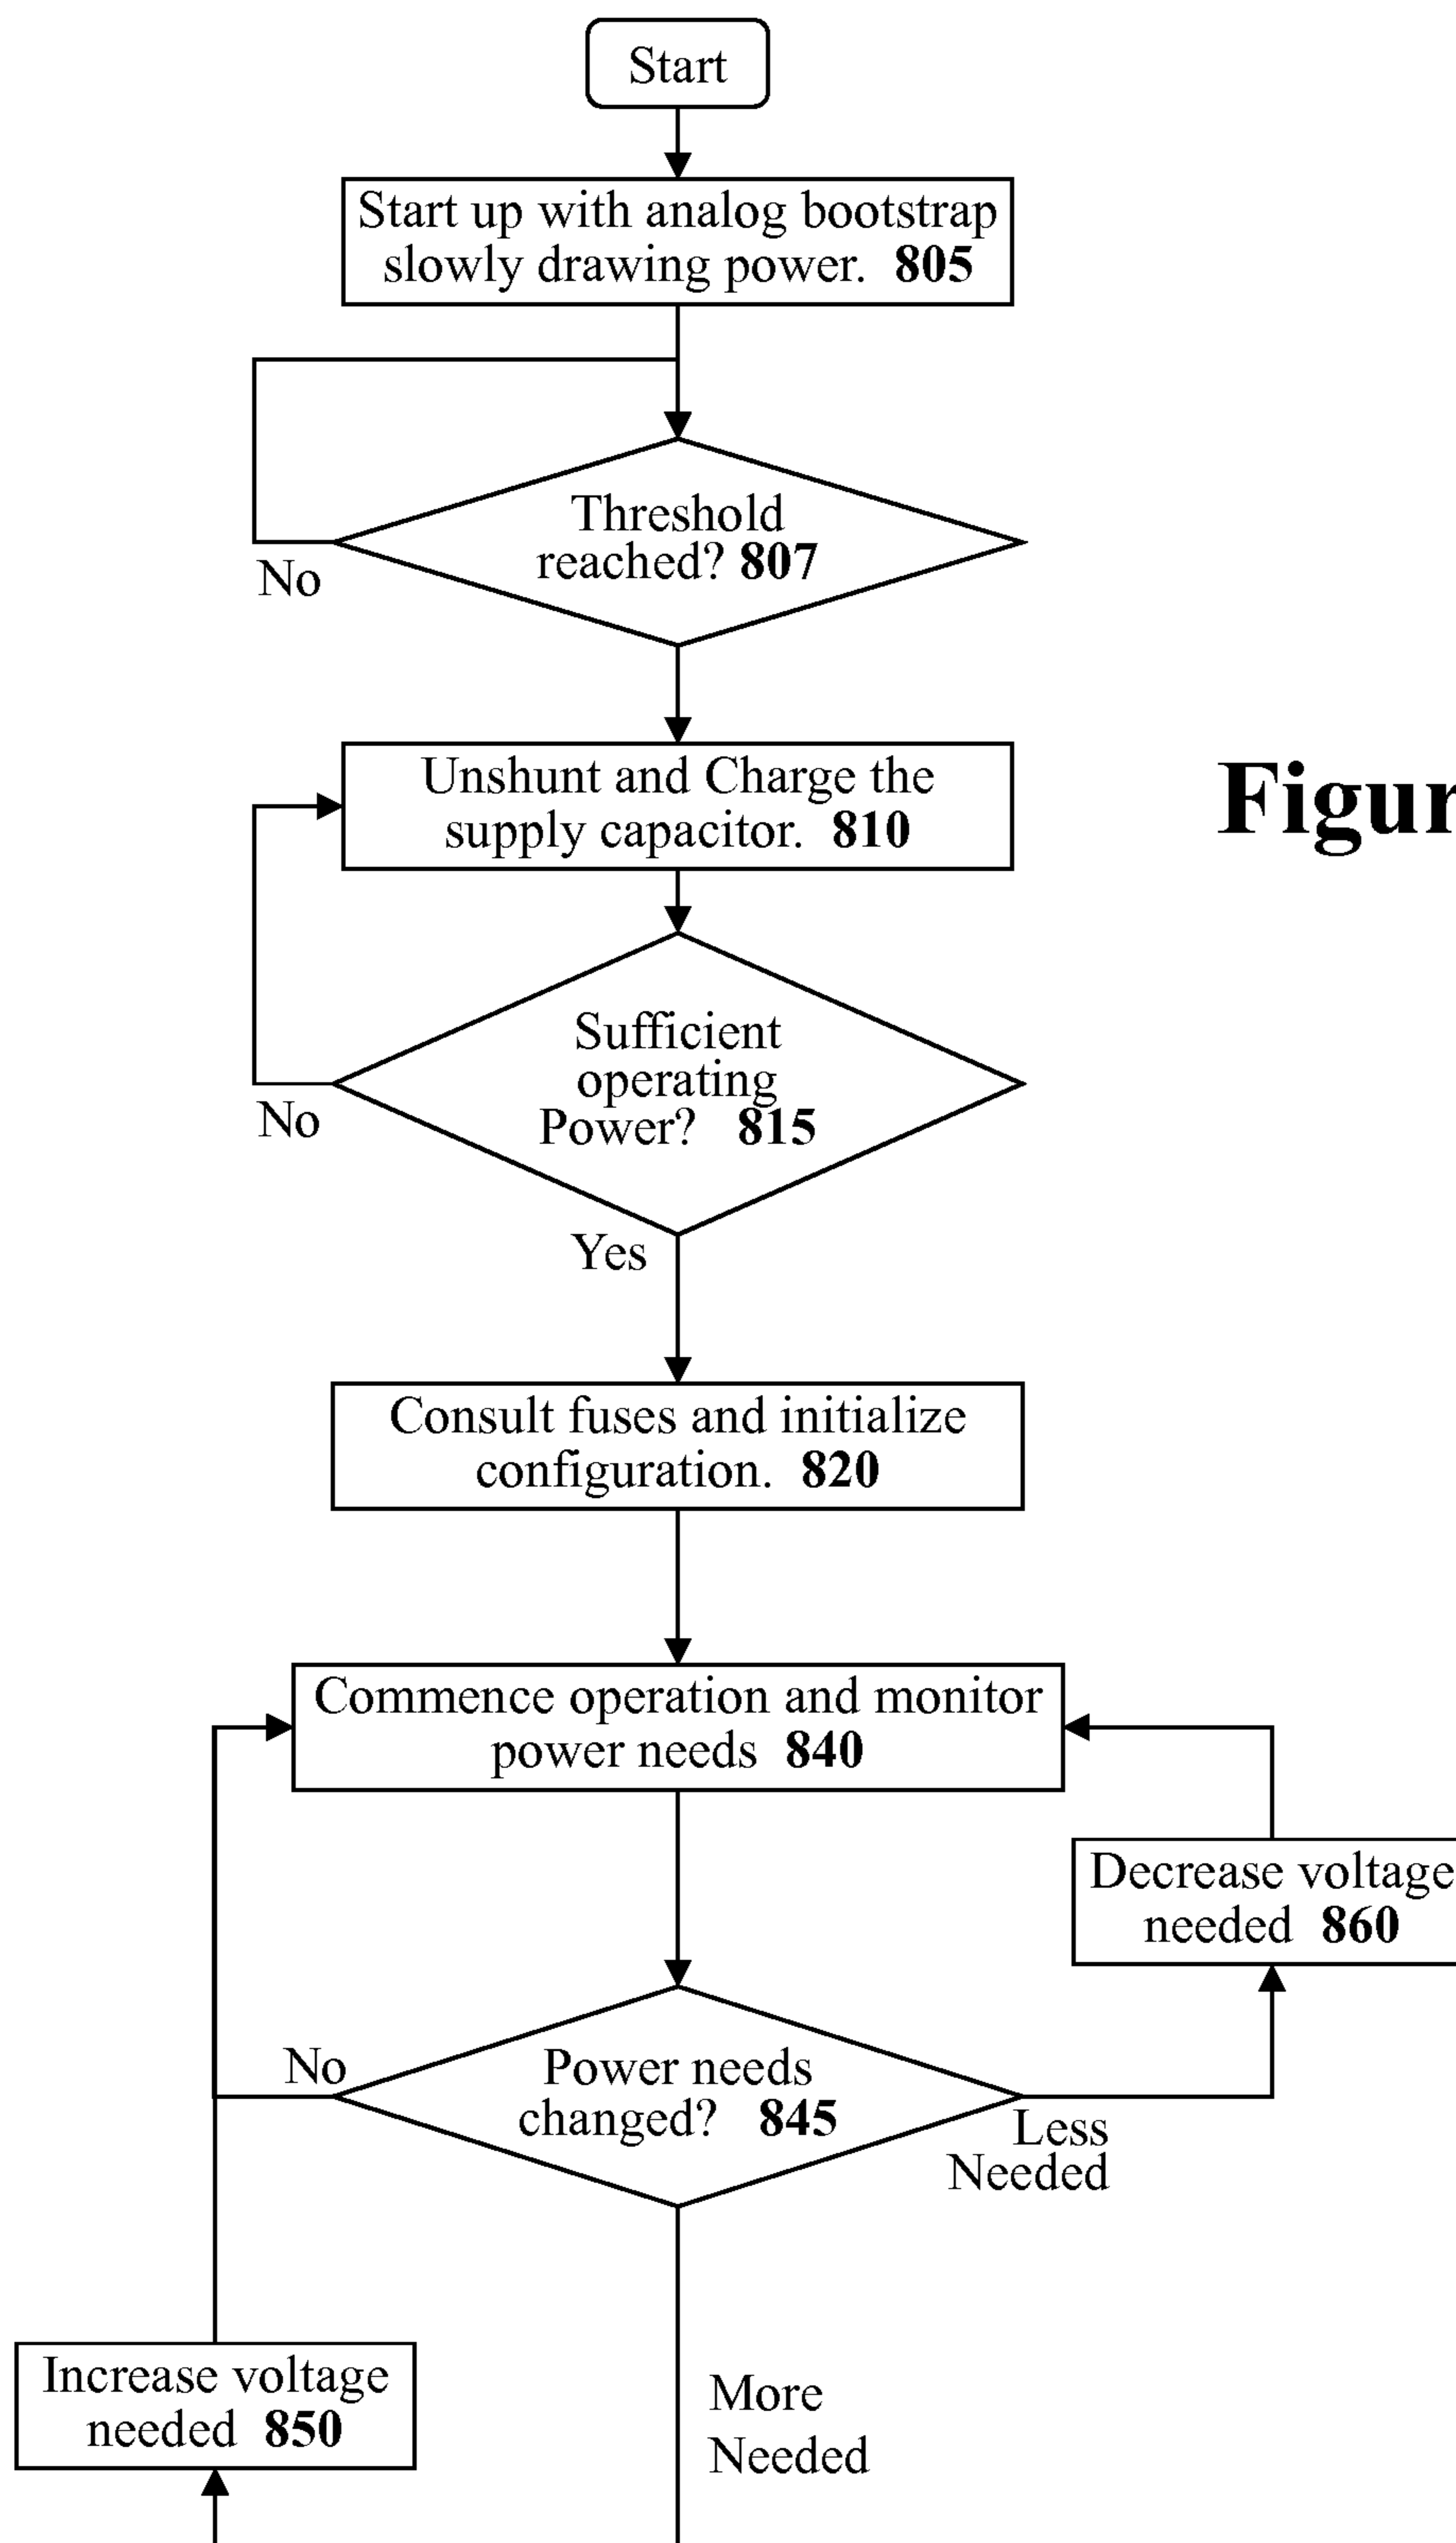 Start
Start up with analog bootstrap
slowly drawing power. 805
Threshold
reached? 807
No
Unshunt and Charge the
supply capacitor. 810
Figur
Sufficient
operating
Power? 815
No
Yes
Consult fuses and initialize
configuration. 820
Commence operation and monitor
power needs 840
Decrease voltage
needed 860
No
Power needs
changed? 845
Less
Needed
Increase voltage
needed 850
More
Needed